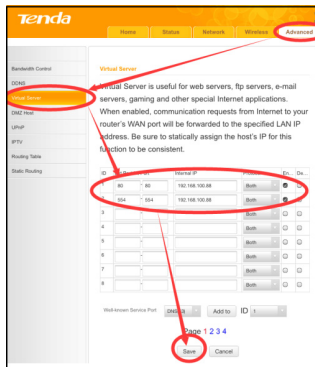 Tenda
Home Status Network Wireless Advanced
Bandwidth Control
DDNS
Virtual Server
DMZ Host
UPnP
IPTV
Routing Table
Static Routing
Virtual Server
Virtual Server is useful for web servers, ftp servers, e-mail
servers, gaming and other special Internet applications.
When enabled, communication requests from Internet to your
router's WAN port will be forwarded to the specified LAN IP
address. Be sure to statically assign the host's IP for this
function to be consistent.
ID Internal IP En... De...
1 80 - 80 192.168.100.88 Both
2 554 - 554 192.168.100.88 Both
3 - Both
4 - Both
5 - Both
6 - Both
7 - Both
8 - Both
Well-known Service Port Add to ID 1
Page 1 2 3 4
Save Cancel